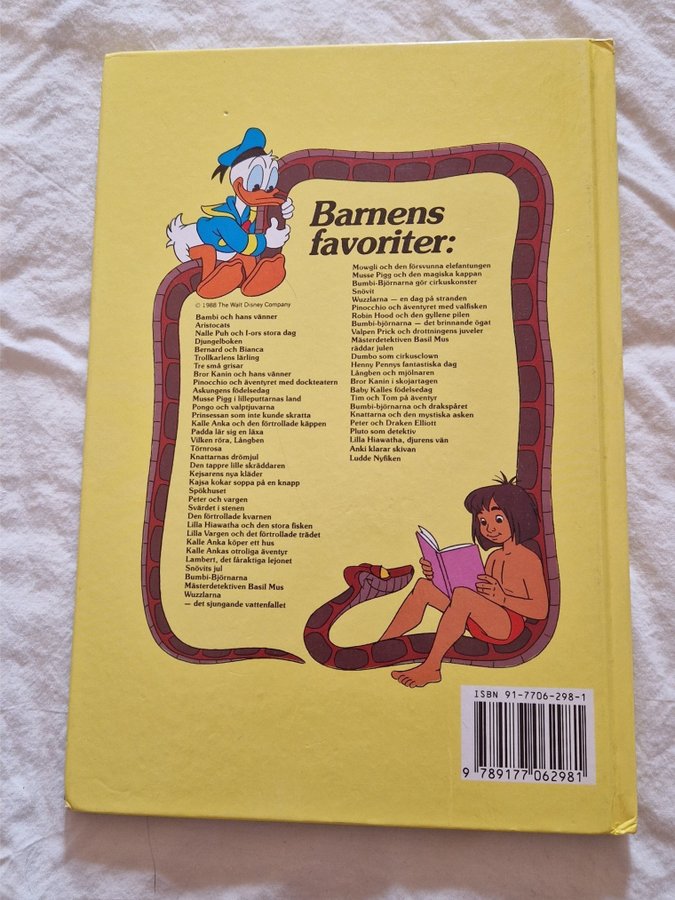 Barnens
favoriter:
© 1988 The Walt Disney Company
Bambi och hans vänner
Aristocats
Nalle Puh och I-ors stora dag
Djungelboken
Bernard och Bianca
Trollkarlens lärling
Tre små grisar
Bror Kanin och hans vänner
Pinocchio och äventyret med dockteatern
Askungens födelsedag
Musse Pigg i lilleputtarnas land
Pongo och valptjuvarna
Prinsessan som inte kunde skratta
Kalle Anka och den förtrollade käppen
Padda lär sig en läxa
Vilken röra, Långben
Törnrosa
Knattarnas drömjul
Den tappre lille skräddaren
Kejsarens nya kläder
Kajsa kokar soppa på en knapp
Spökhuset
Peter och vargen
Svärdet i stenen
Den förtrollade kvarnen
Lilla Hiawatha och den stora fisken
Lilla Vargen och det förtrollade trädet
Kalle Anka köper ett hus
Kalle Ankas otroliga äventyr
Lambert, det fåraktiga lejonet
Snövits jul
Bumbi-Björnarna
Mästerdetektiven Basil Mus
Wuzzlarna
— det sjungande vattenfallet
Mowgli och den försvunna elefantungen
Musse Pigg och den magiska kappan
Bumbi-Björnarna gör cirkuskonster
Snövit
Wuzzlarna — en dag på stranden
Pinocchio och äventyret med valfisken
Robin Hood och den gyllene pilen
Bumbi-björnarna — det brinnande ögat
Valpen Prick och drottningens juveler
Mästerdetektiven Basil Mus
räddar julen
Dumbo som cirkusclown
Henny Pennys fantastiska dag
Långben och mjölnaren
Bror Kanin i skojartagen
Baby Kalles födelsedag
Tim och Tom på äventyr
Bumbi-björnarna och drakspåret
Knattarna och den mystiska asken
Peter och Draken Elliott
Pluto som detektiv
Lilla Hiawatha, djurens vän
Anki klarar skivan
Ludde Nyfiken
ISBN 91-7706-298-1
9 789177 062981